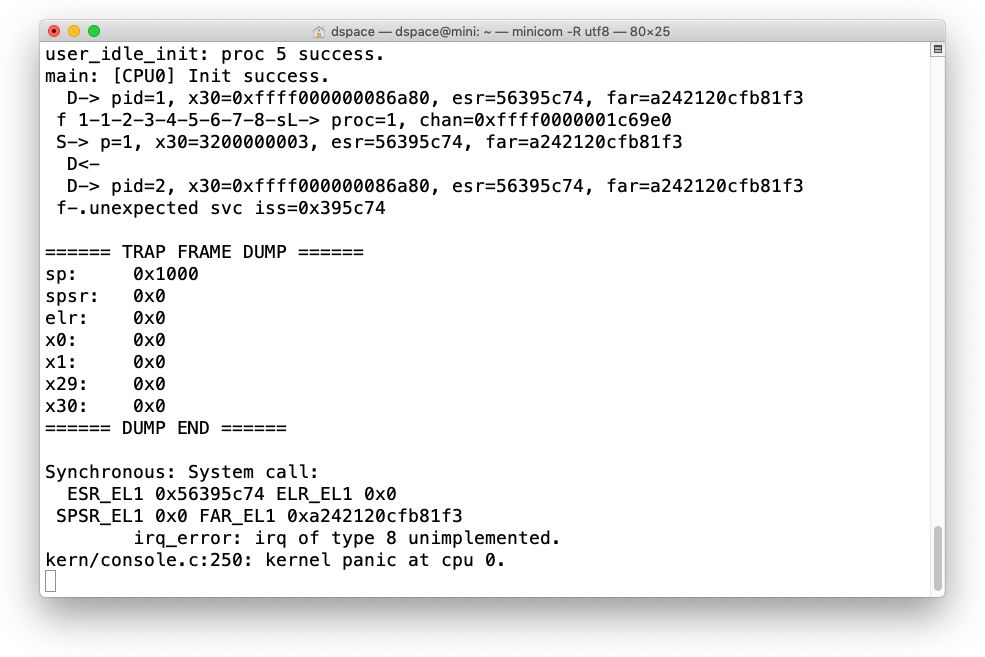 dspace — dspace@mini: ~ — minicom -R utf8 — 80×25
user_idle_init: proc 5 success.
main: [CPU0] Init success.
  D-> pid=1, x30=0xffff000000086a80, esr=56395c74, far=a242120cfb81f3
 f 1-1-2-3-4-5-6-7-8-sL-> proc=1, chan=0xffff0000001c69e0
 S-> p=1, x30=3200000003, esr=56395c74, far=a242120cfb81f3
  D<-
  D-> pid=2, x30=0xffff000000086a80, esr=56395c74, far=a242120cfb81f3
 f-.unexpected svc iss=0x395c74
====== TRAP FRAME DUMP ======
sp:     0x1000
spsr:   0x0
elr:    0x0
x0:     0x0
x1:     0x0
x29:    0x0
x30:    0x0
====== DUMP END ======
Synchronous: System call:
  ESR_EL1 0x56395c74 ELR_EL1 0x0
 SPSR_EL1 0x0 FAR_EL1 0xa242120cfb81f3
        irq_error: irq of type 8 unimplemented.
kern/console.c:250: kernel panic at cpu 0.